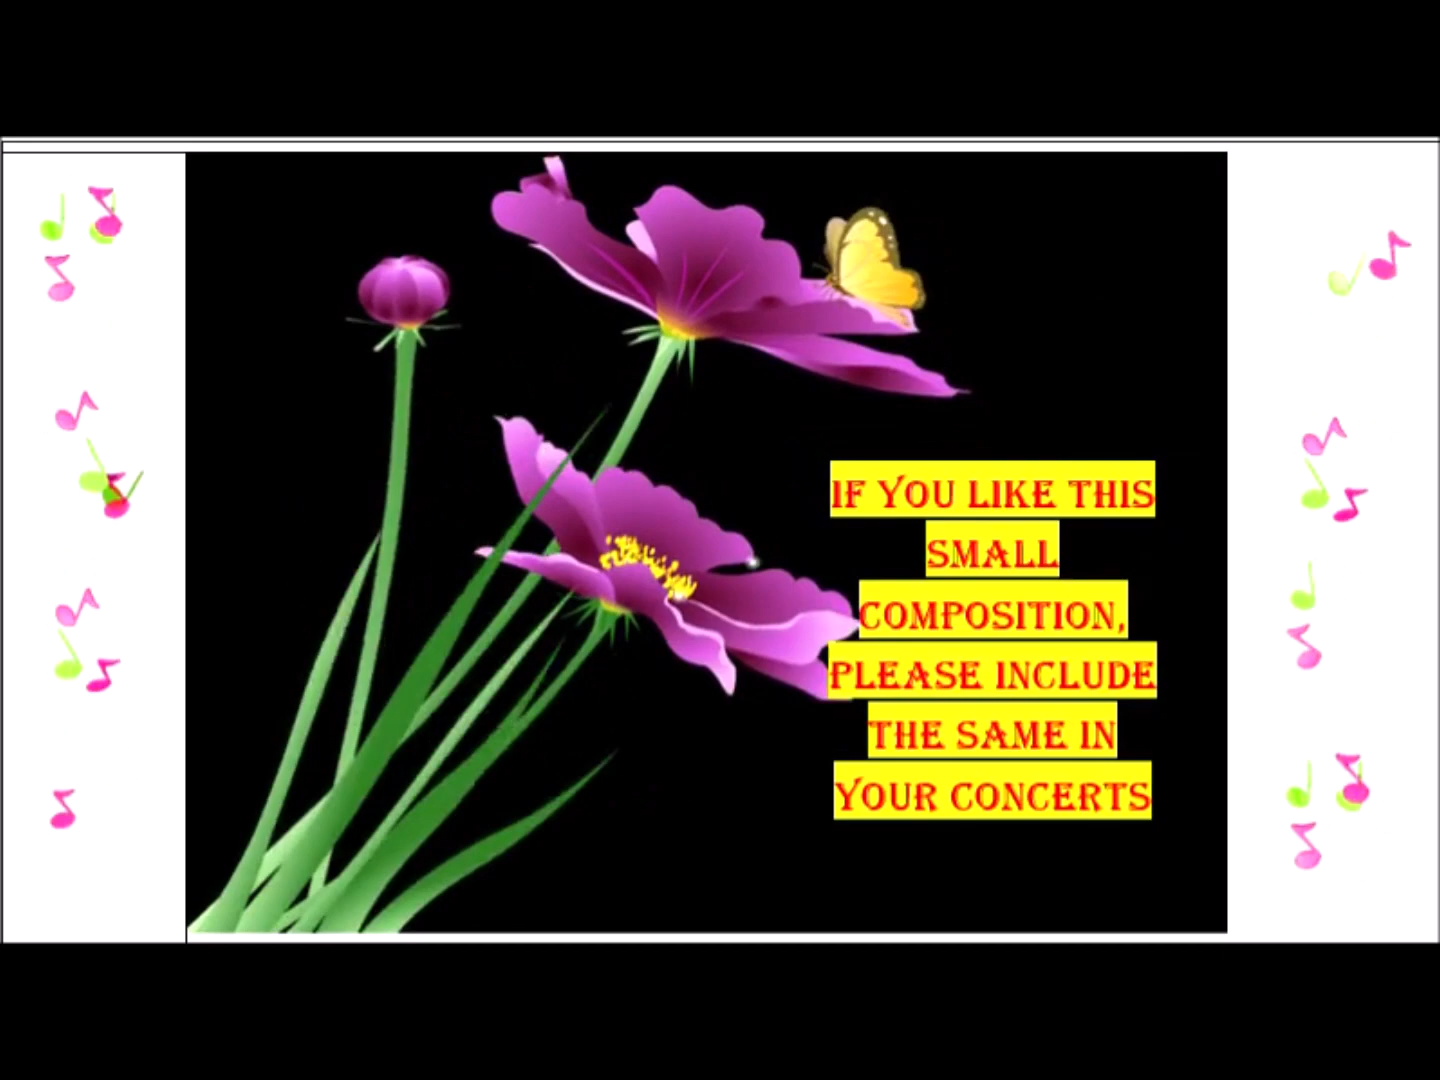 IF YOU LIKE THIS
SMALL
COMPOSITION,
PLEASE INCLUDE
THE SAME IN
YOUR CONCERTS